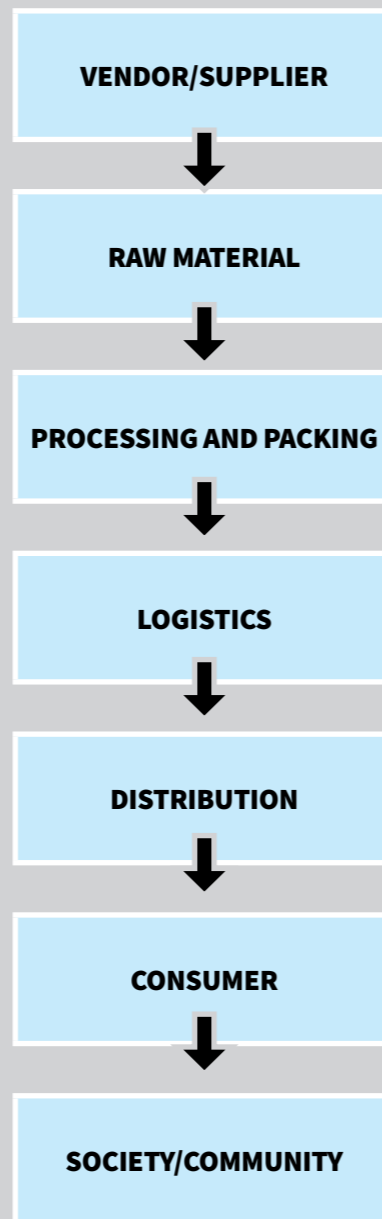 VENDOR/SUPPLIER
RAW MATERIAL
PROCESSING AND PACKING
LOGISTICS
DISTRIBUTION
CONSUMER
SOCIETY/COMMUNITY